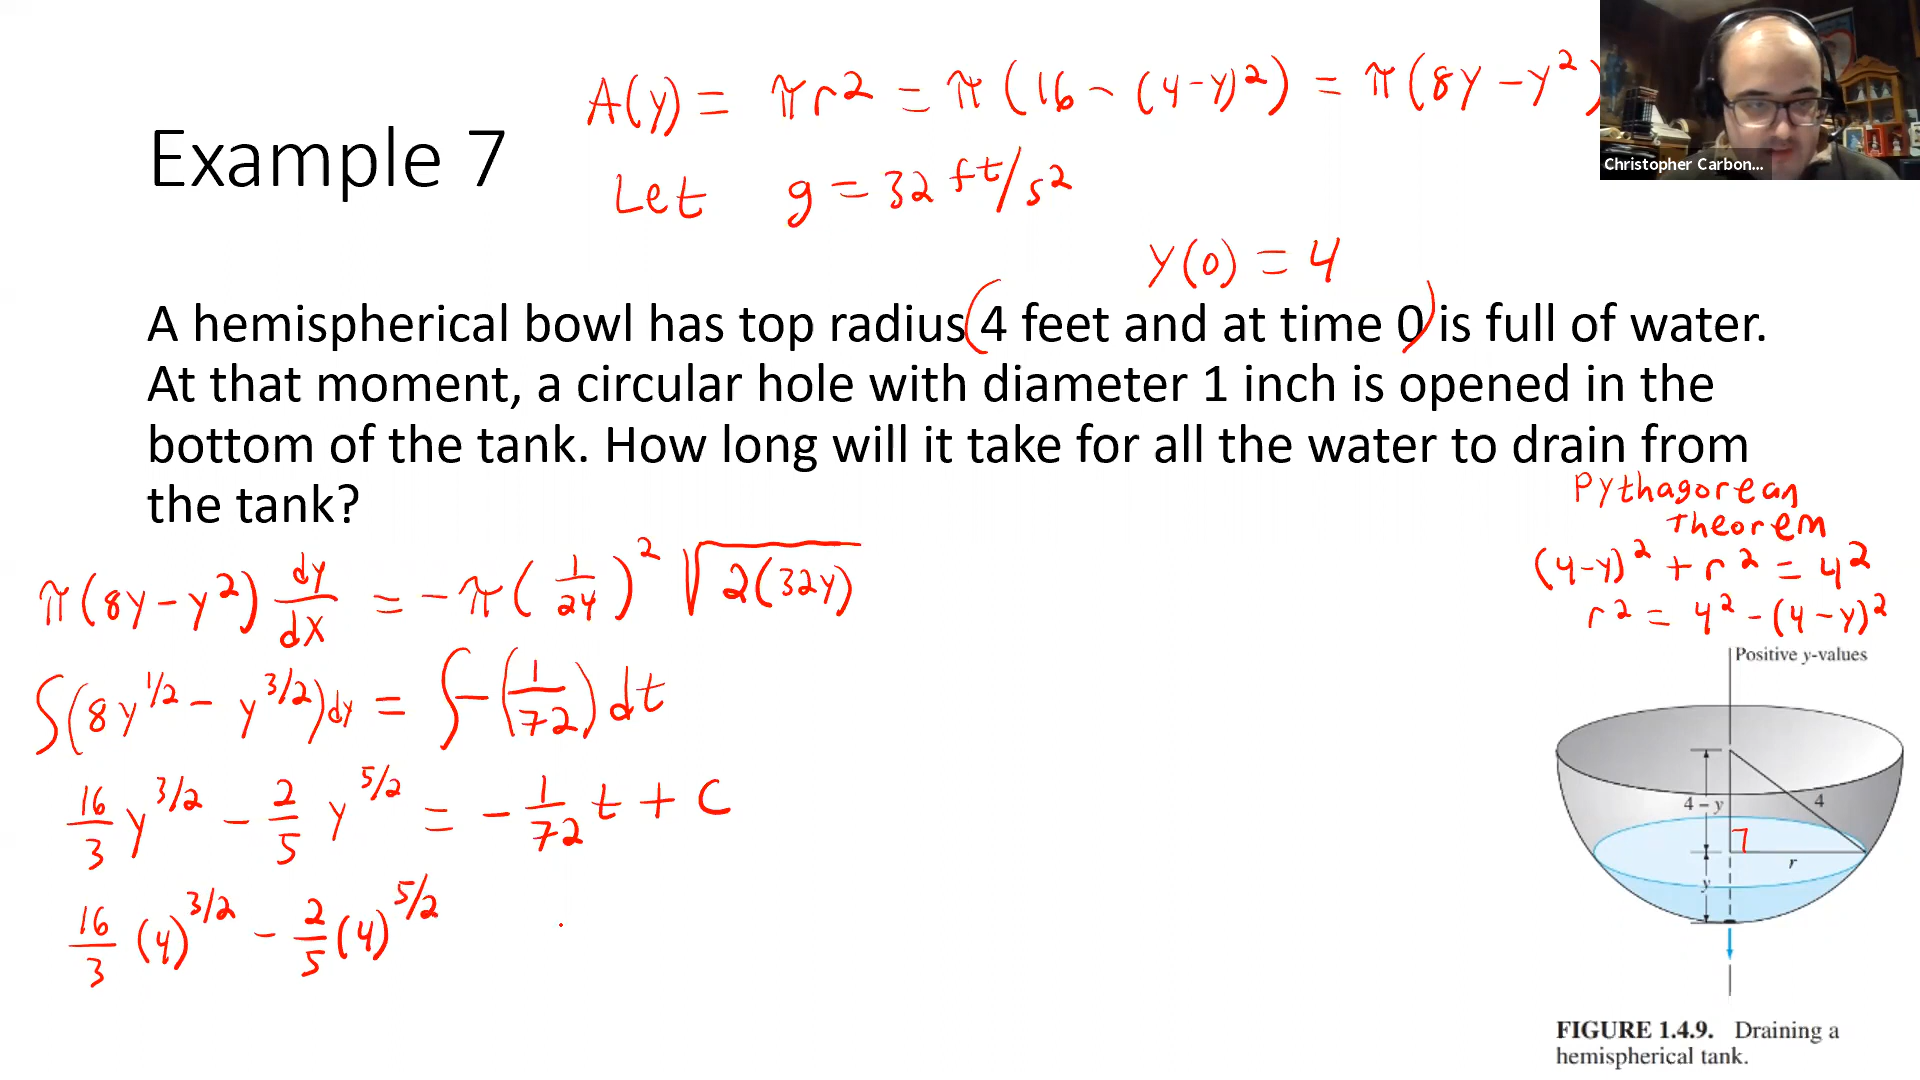 A(y) = πr² = π(16 - (4-y)²) = π(8y - y²)
Example 7
Let g = 32 ft/s²
Christopher Carbon...
y(0) = 4
A hemispherical bowl has top radius (4 feet and at time 0) is full of water.
At that moment, a circular hole with diameter 1 inch is opened in the
bottom of the tank. How long will it take for all the water to drain from
the tank?
Pythagorean
Theorem
(4-y)² + r² = 4²
r² = 4² - (4-y)²
π(8y - y²) dy/dx = -π(1/24)² √2(32y)
∫(8y^1/2 - y^3/2)dy = ∫-(1/72)dt
16/3 y^3/2 - 2/5 y^5/2 = -1/72 t + C
16/3 (4)^3/2 - 2/5 (4)^5/2
Positive y-values
4 – y
4
r
y
FIGURE 1.4.9. Draining a
hemispherical tank.